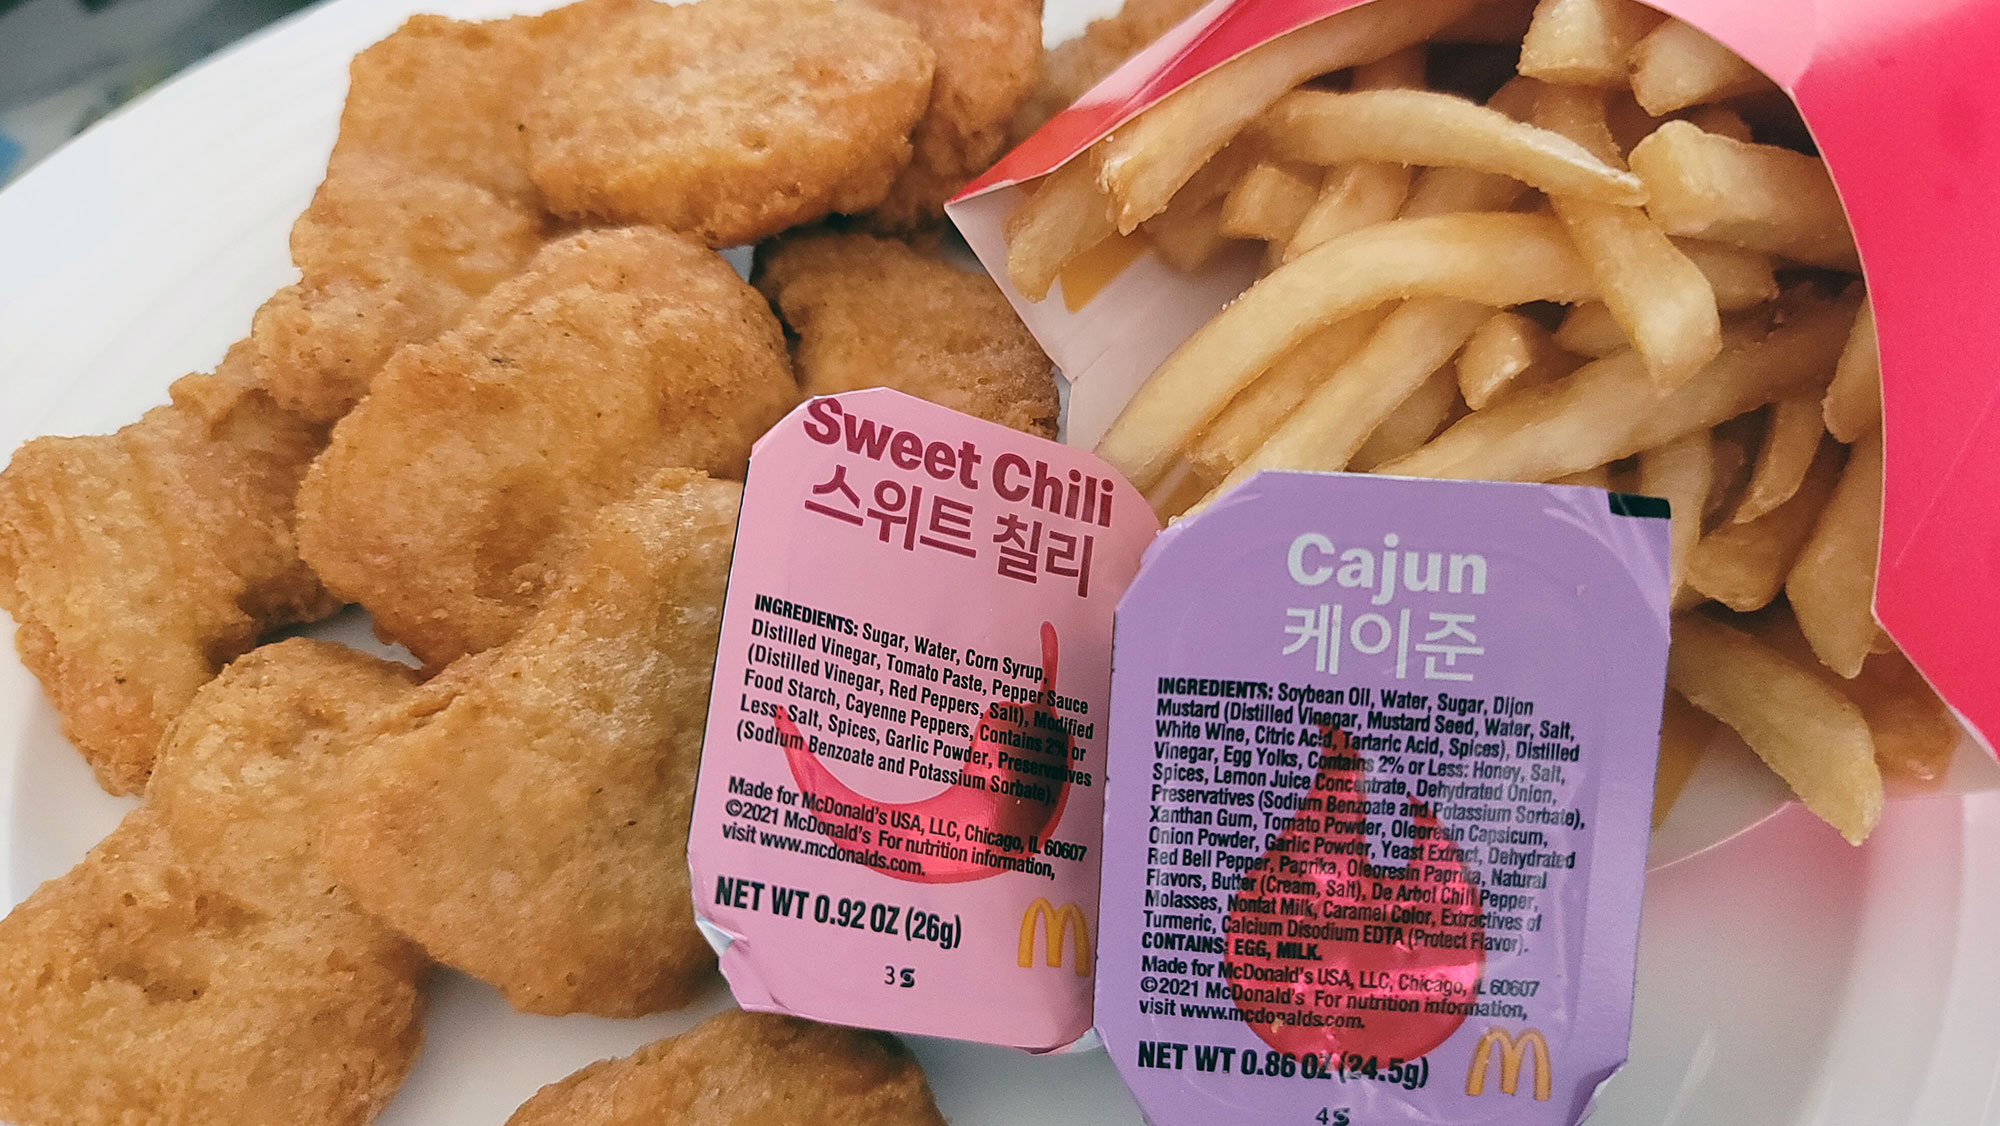 Sweet Chili
스위트 칠리
INGREDIENTS: Sugar, Water, Corn Syrup,
Distilled Vinegar, Tomato Paste, Pepper Sauce
(Distilled Vinegar, Red Peppers, Salt), Modified
Food Starch, Cayenne Peppers, Contains 2% or
Less: Salt, Spices, Garlic Powder, Preservatives
(Sodium Benzoate and Potassium Sorbate).
Made for McDonald's USA, LLC, Chicago, IL 60607
©2021 McDonald's For nutrition information,
visit www.mcdonalds.com.
NET WT 0.92 OZ (26g)
3S
Cajun
케이준
INGREDIENTS: Soybean Oil, Water, Sugar, Dijon
Mustard (Distilled Vinegar, Mustard Seed, Water, Salt,
White Wine, Citric Acid, Tartaric Acid, Spices), Distilled
Vinegar, Egg Yolks, Contains 2% or Less: Honey, Salt,
Spices, Lemon Juice Concentrate, Dehydrated Onion,
Preservatives (Sodium Benzoate and Potassium Sorbate),
Xanthan Gum, Tomato Powder, Oleoresin Capsicum,
Onion Powder, Garlic Powder, Yeast Extract, Dehydrated
Red Bell Pepper, Paprika, Oleoresin Paprika, Natural
Flavors, Butter (Cream, Salt), De Arbol Chili Pepper,
Molasses, Nonfat Milk, Caramel Color, Extractives of
Turmeric, Calcium Disodium EDTA (Protect Flavor).
CONTAINS: EGG, MILK.
Made for McDonald's USA, LLC, Chicago, IL 60607
©2021 McDonald's For nutrition information,
visit www.mcdonalds.com.
NET WT 0.86 OZ (24.5g)
4S